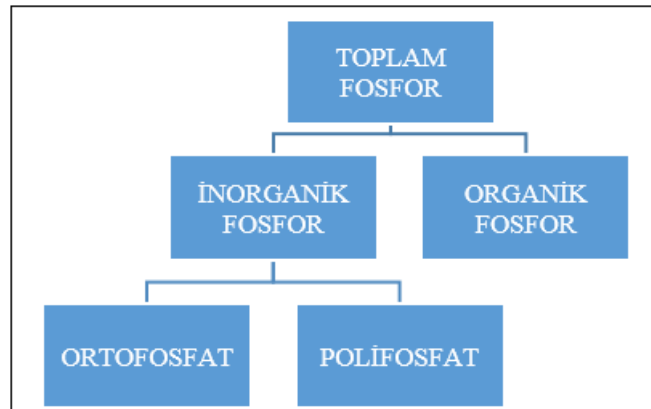 TOPLAM
FOSFOR
İNORGANİK
FOSFOR
ORGANİK
FOSFOR
ORTOFOSFAT
POLİFOSFAT